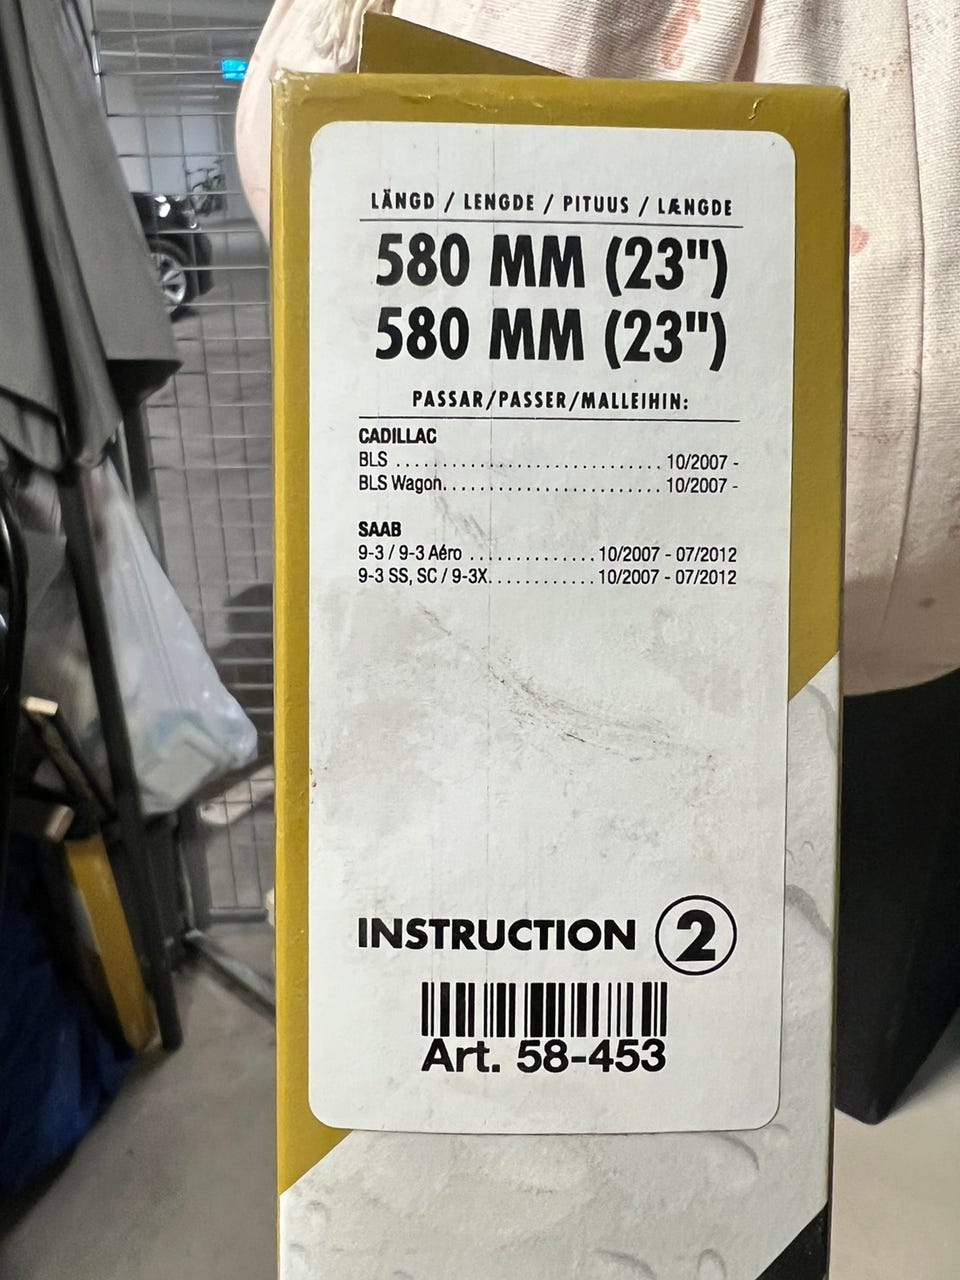 LÄNGD / LENGDE / PITUUS / LÆNGDE
580 MM (23")
580 MM (23")
PASSAR/PASSER/MALLEIHIN:
CADILLAC
BLS .................................. 10/2007 -
BLS Wagon............................ 10/2007 -
SAAB
9-3 / 9-3 Aéro ................ 10/2007 - 07/2012
9-3 SS, SC / 9-3X............ 10/2007 - 07/2012
INSTRUCTION 2
Art. 58-453